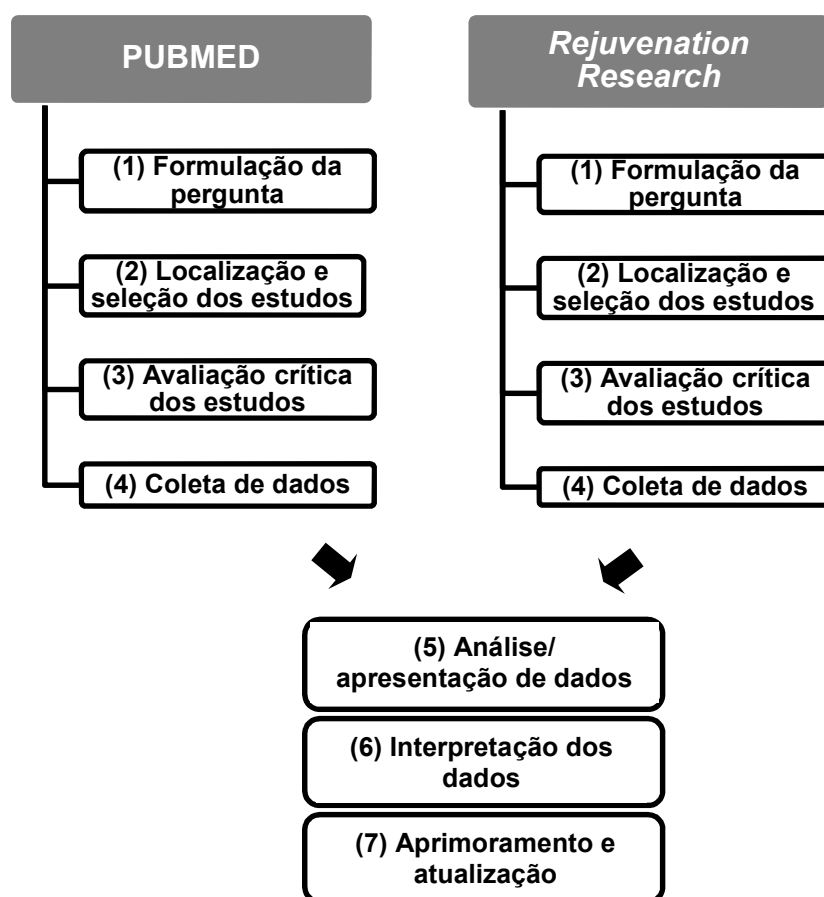 PUBMED
(1) Formulação da
pergunta
(2) Localização e
seleção dos estudos
(3) Avaliação crítica
dos estudos
(4) Coleta de dados
Rejuvenation
Research
(1) Formulação da
pergunta
(2) Localização e
seleção dos estudos
(3) Avaliação crítica
dos estudos
(4) Coleta de dados
(5) Análise/
apresentação de dados
(6) Interpretação dos
dados
(7) Aprimoramento e
atualização